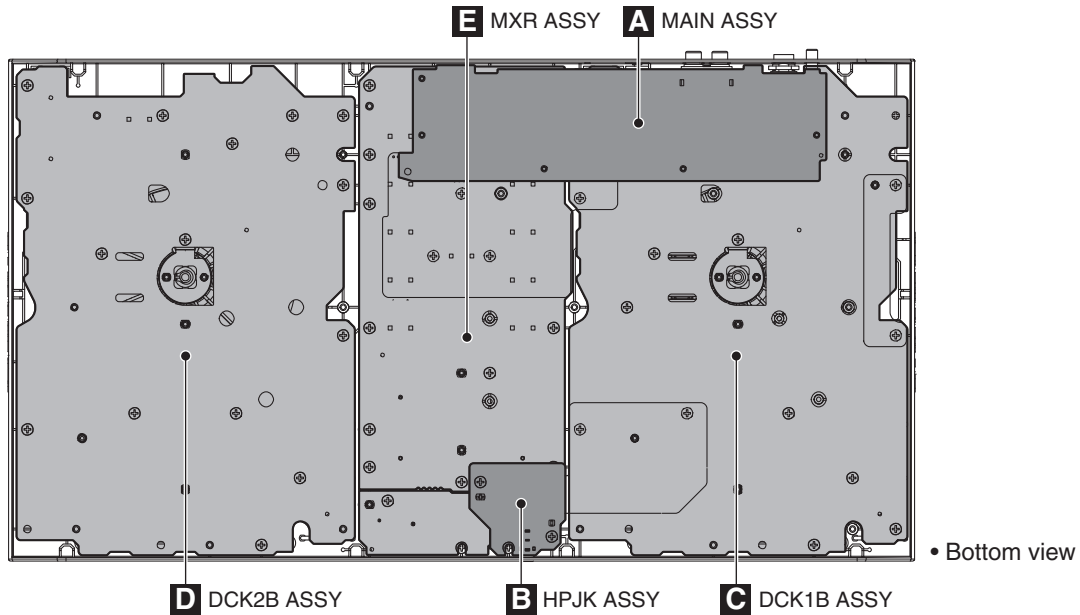 E MXR ASSY
A MAIN ASSY
• Bottom view
D DCK2B ASSY
B HPJK ASSY
C DCK1B ASSY